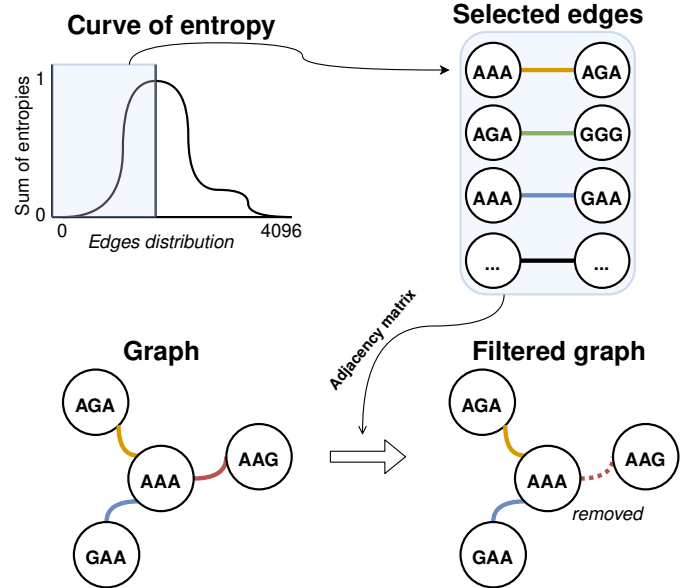 Curve of entropy
Sum of entropies
1
0
0
4096
Edges distribution
Selected edges
AAA AGA
AGA GGG
AAA GAA
... ...
Adjacency matrix
Graph
AGA
AAA
AAG
GAA
Filtered graph
AGA
AAA
AAG
removed
GAA